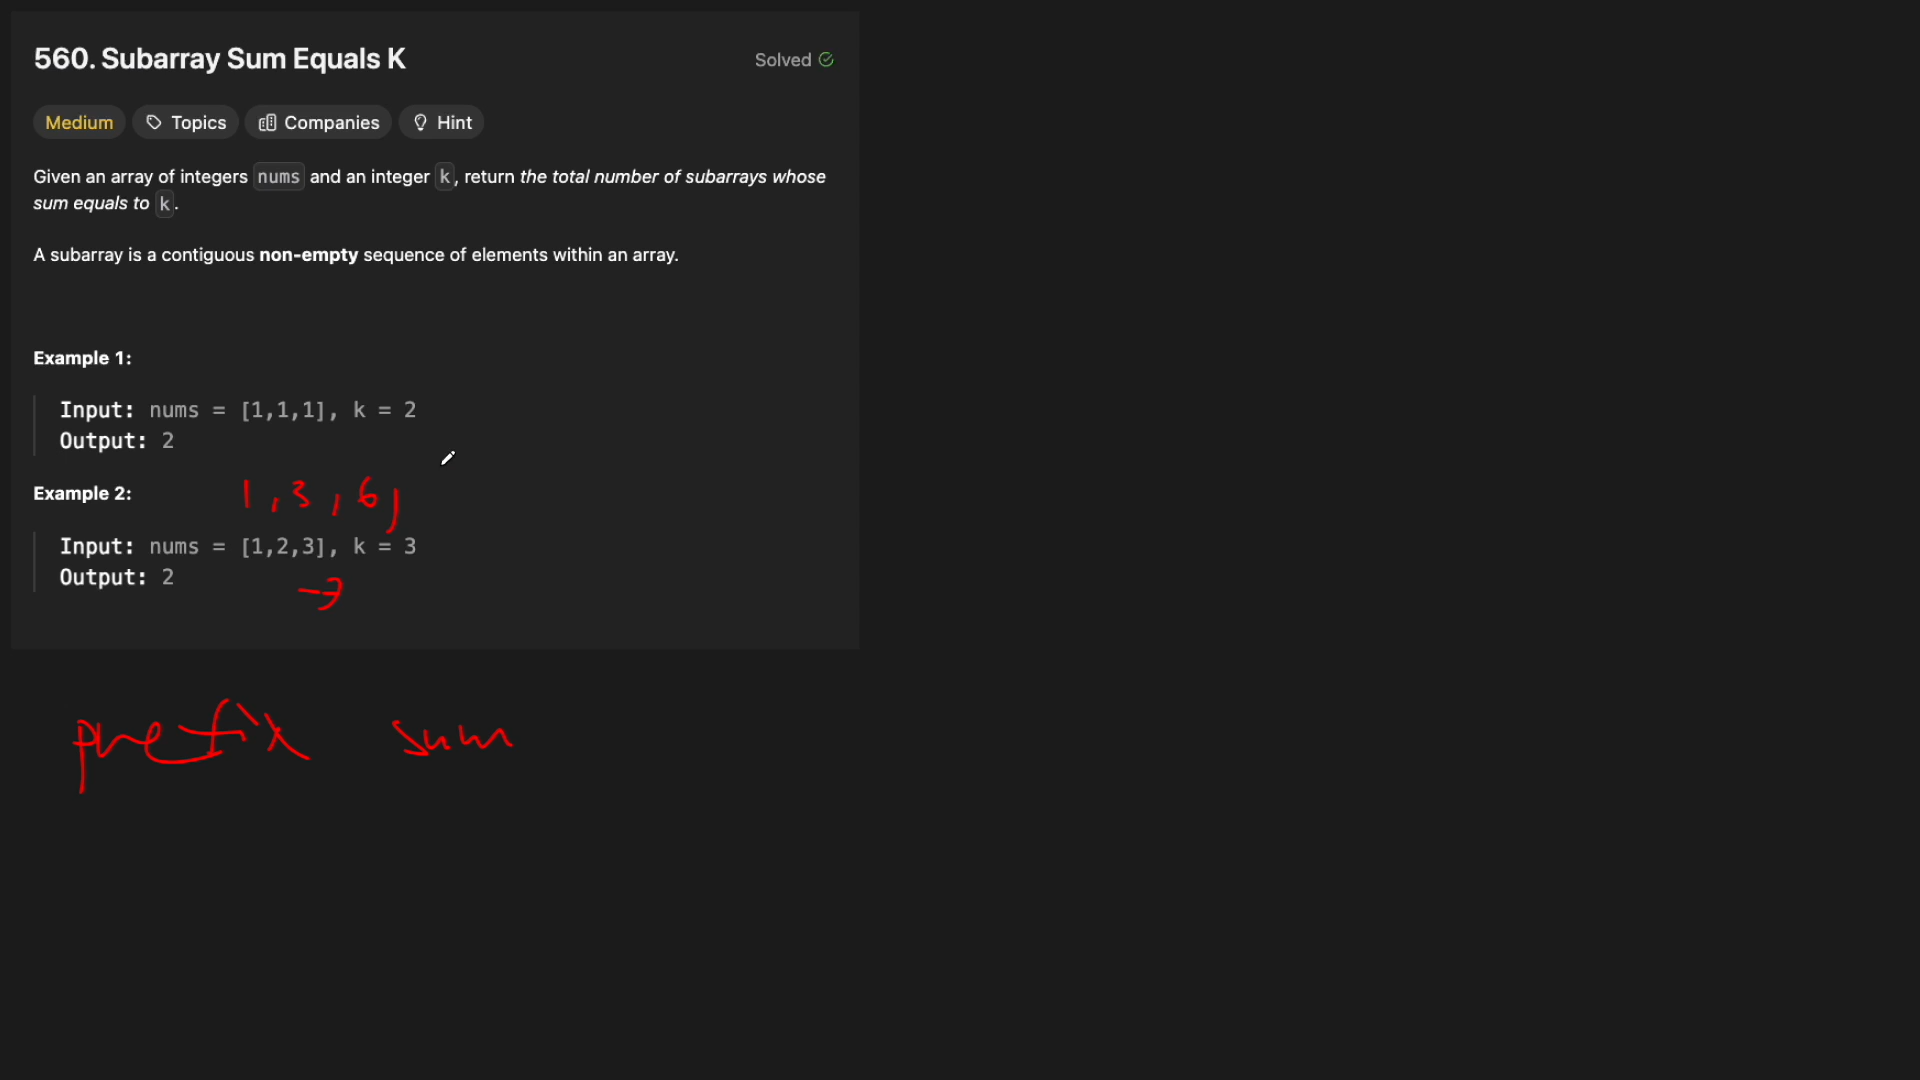 560. Subarray Sum Equals K
Solved
Medium Topics Companies Hint
Given an array of integers nums and an integer k, return the total number of subarrays whose
sum equals to k.
A subarray is a contiguous non-empty sequence of elements within an array.
Example 1:
Input: nums = [1,1,1], k = 2
Output: 2
Example 2:
1, 3, 6,
Input: nums = [1,2,3], k = 3
Output: 2
prefix sum